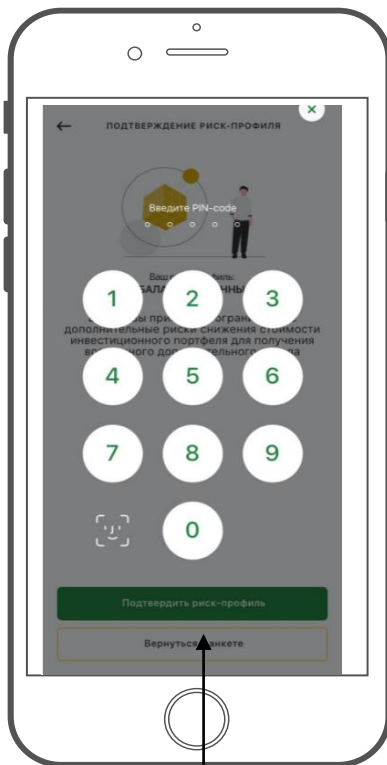 ПОДТВЕРЖДЕНИЕ РИСК-ПРОФИЛЯ
Введите PIN-code
Ваш
1 2 3
дополнительные риски снижения стоимости
инвестиционного портфеля для получения
4 5 6
7 8 9
0
Подтвердить риск-профиль
Вернуться анкете